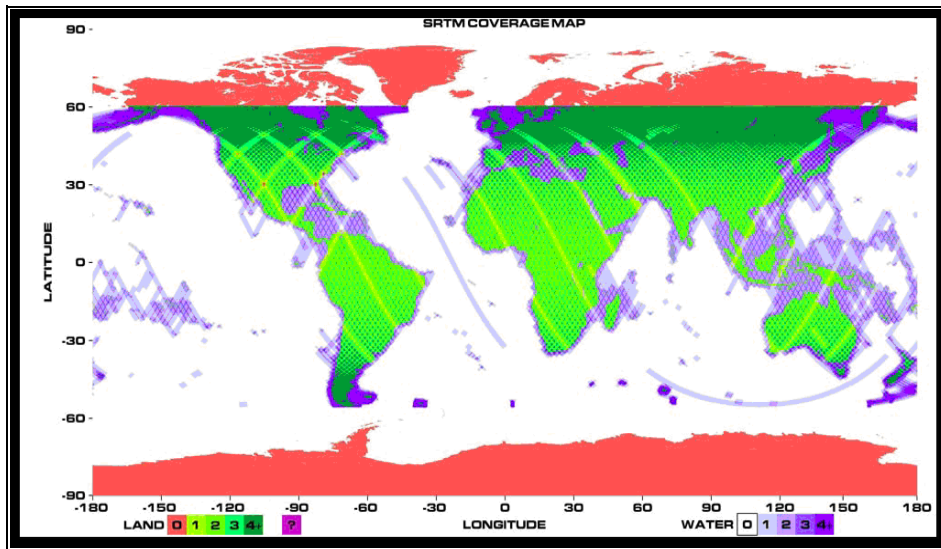 SRTM COVERAGE MAP
90
60
30
0
-30
-60
-90
LATITUDE
-180 -150 -120 -90 -60 -30 0 30 60 90 120 150 180
LAND 0 1 2 3 4+ ? LONGITUDE WATER 0 1 2 3 4+